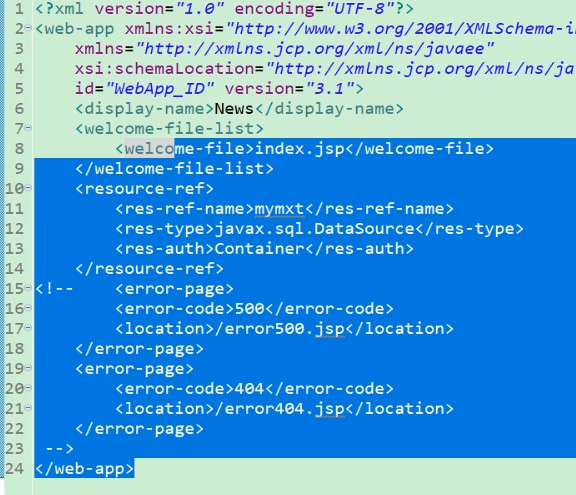 1 <?xml version="1.0" encoding="UTF-8"?>
2 <web-app xmlns:xsi="http://www.w3.org/2001/XMLSchema-in
3 xmlns="http://xmlns.jcp.org/xml/ns/javaee"
4 xsi:schemaLocation="http://xmlns.jcp.org/xml/ns/ja
5 id="WebApp_ID" version="3.1">
6 <display-name>News</display-name>
7 <welcome-file-list>
8 <welcome-file>index.jsp</welcome-file>
9 </welcome-file-list>
10 <resource-ref>
11 <res-ref-name>mymxt</res-ref-name>
12 <res-type>javax.sql.DataSource</res-type>
13 <res-auth>Container</res-auth>
14 </resource-ref>
15 <!-- <error-page>
16 <error-code>500</error-code>
17 <location>/error500.jsp</location>
18 </error-page>
19 <error-page>
20 <error-code>404</error-code>
21 <location>/error404.jsp</location>
22 </error-page>
23 -->
24 </web-app>